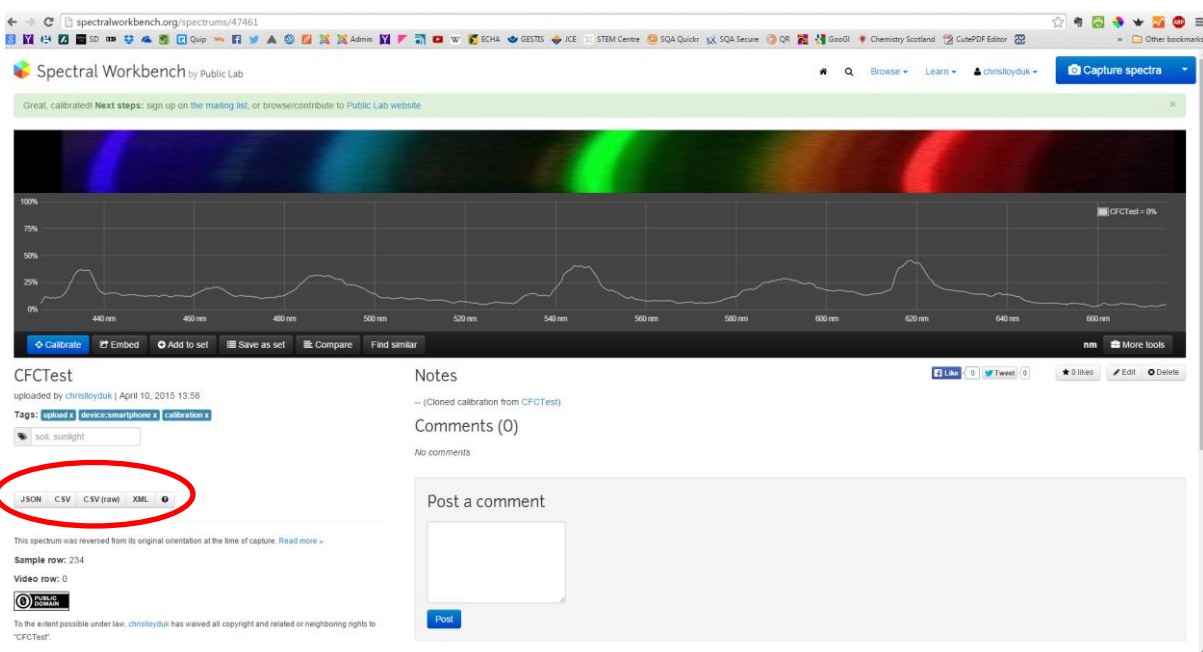 spectralworkbench.org/spectrums/47461
SD Quip Admin W ECHA GESTIS JCE STEM Centre SQA Quickr SQA Secure QR GooGl Chemistry Scotland CutePDF Editor » Other bookmarks
Spectral Workbench by Public Lab
Browse Learn chrislloyduk Capture spectra
Great, calibrated! Next steps: sign up on the mailing list, or browse/contribute to Public Lab website ×
100%
75%
50%
25%
0%
CFCTest = 0%
440 nm 460 nm 480 nm 500 nm 520 nm 540 nm 560 nm 580 nm 600 nm 620 nm 640 nm 660 nm
Calibrate Embed Add to set Save as set Compare Find similar nm More tools
CFCTest
uploaded by chrislloyduk | April 10, 2015 13:58
Tags: upload x device:smartphone x calibration x
soil, sunlight
JSON CSV CSV (raw) XML ?
This spectrum was reversed from its original orientation at the time of capture. Read more »
Sample row: 234
Video row: 0
PUBLIC DOMAIN
To the extent possible under law, chrislloyduk has waived all copyright and related or neighboring rights to
"CFCTest".
Notes
Like 0 Tweet 0 0 likes Edit Delete
-- (Cloned calibration from CFCTest)
Comments (0)
No comments
Post a comment
Post